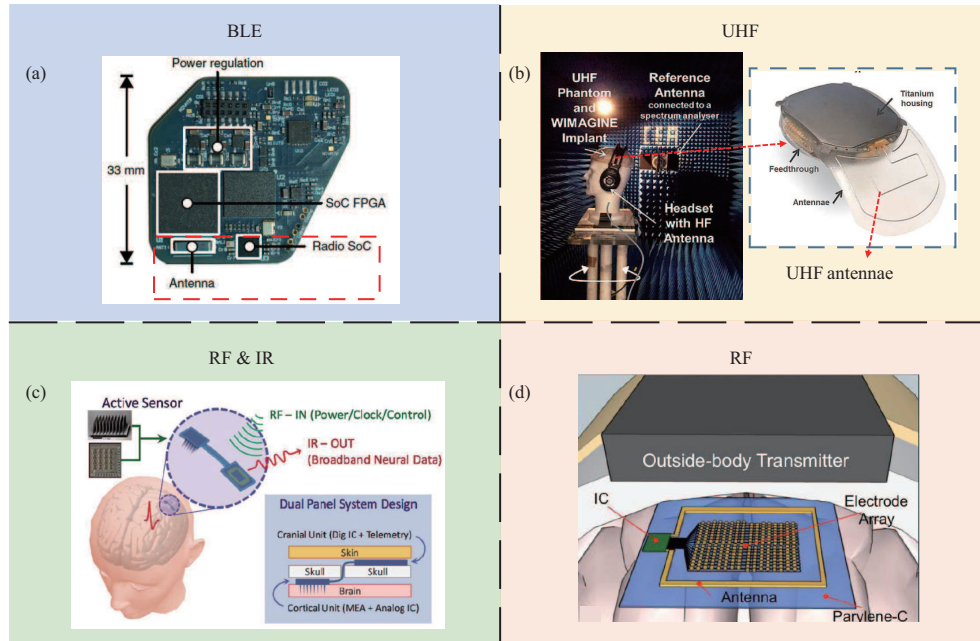 BLE
(a)
Power regulation
33 mm
SoC FPGA
Radio SoC
Antenna
UHF
(b)
UHF
Phantom
and
WIMAGINE
Implant
Reference
Antenna
connected to a
spectrum analyser
Headset
with HF
Antenna
Titanium
housing
Feedthrough
Antennae
UHF antennae
RF & IR
(c)
Active Sensor
RF – IN (Power/Clock/Control)
IR – OUT
(Broadband Neural Data)
Dual Panel System Design
Cranial Unit (Dig IC + Telemetry)
Skin
Skull Skull
Brain
Cortical Unit (MEA + Analog IC)
RF
(d)
Outside-body Transmitter
IC
Electrode
Array
Antenna
Parylene-C